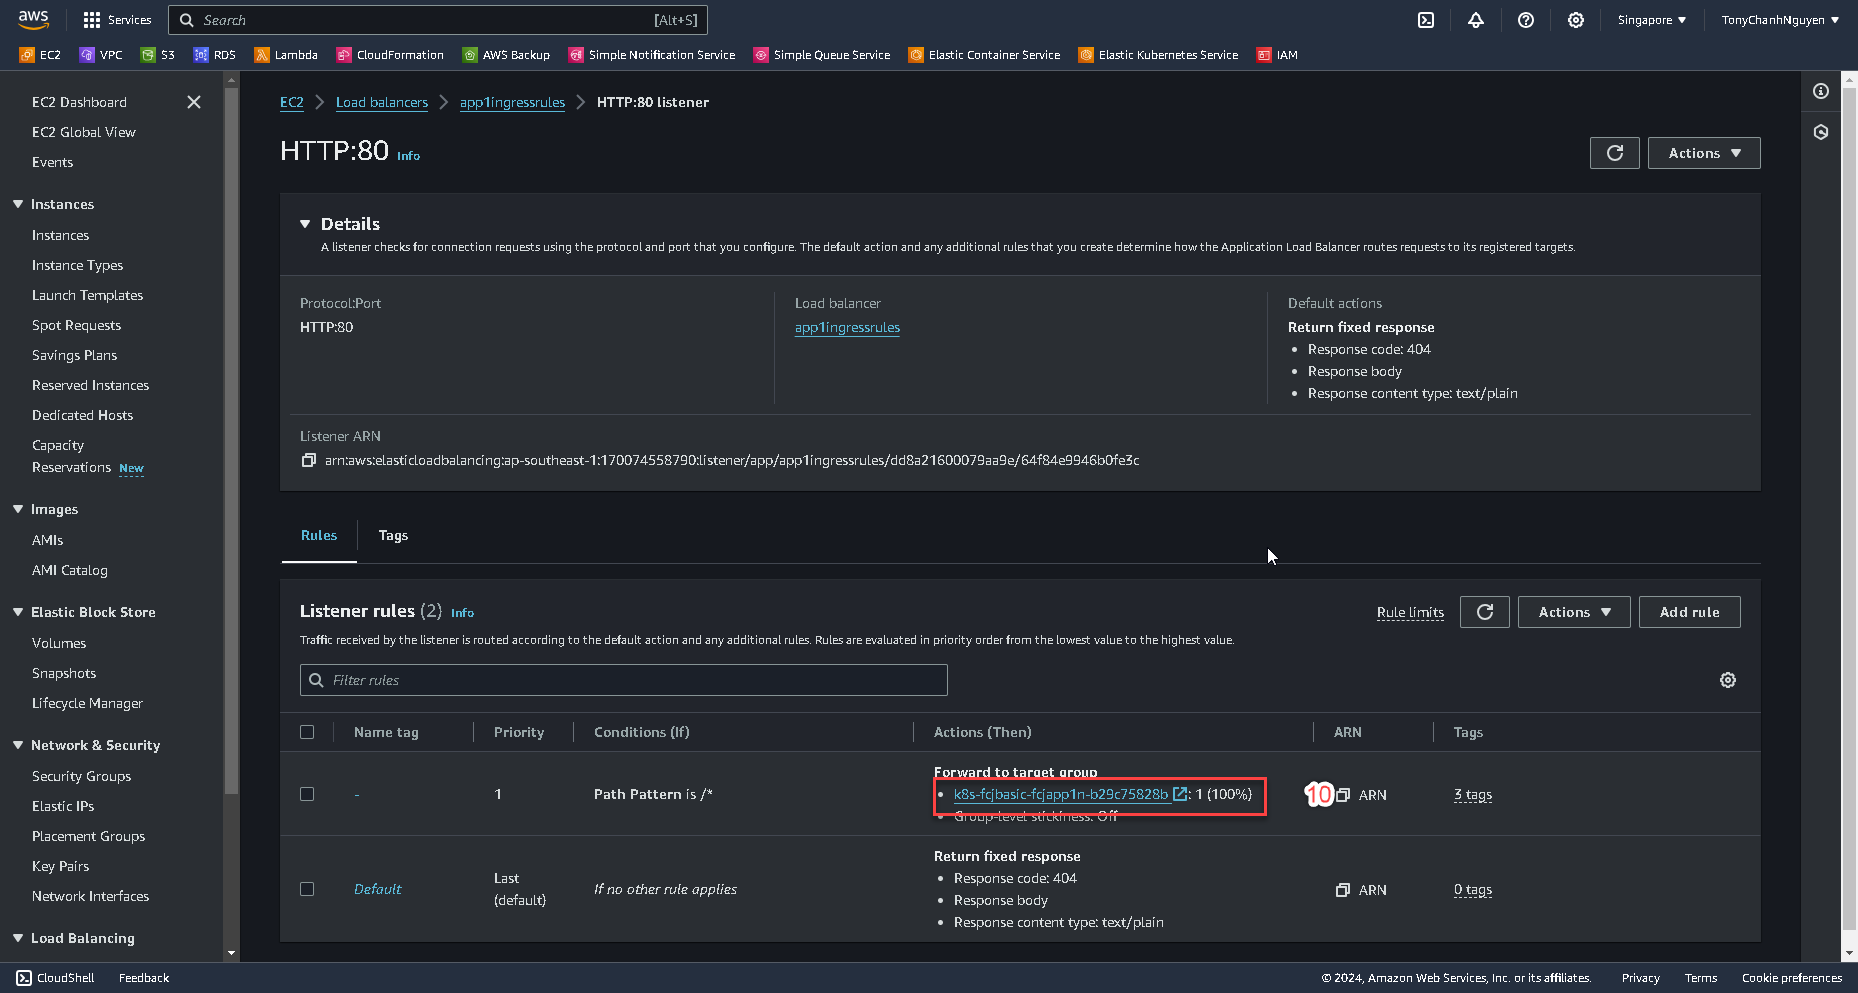 aws
Services
Search
[Alt+S]
Singapore
TonyChanhNguyen
EC2
VPC
S3
RDS
Lambda
CloudFormation
AWS Backup
Simple Notification Service
Simple Queue Service
Elastic Container Service
Elastic Kubernetes Service
IAM
EC2 Dashboard
EC2 Global View
Events
Instances
Instances
Instance Types
Launch Templates
Spot Requests
Savings Plans
Reserved Instances
Dedicated Hosts
Capacity
Reservations New
Images
AMIs
AMI Catalog
Elastic Block Store
Volumes
Snapshots
Lifecycle Manager
Network & Security
Security Groups
Elastic IPs
Placement Groups
Key Pairs
Network Interfaces
Load Balancing
EC2
Load balancers
app1ingressrules
HTTP:80 listener
HTTP:80 Info
Actions
Details
A listener checks for connection requests using the protocol and port that you configure. The default action and any additional rules that you create determine how the Application Load Balancer routes requests to its registered targets.
Protocol:Port
HTTP:80
Load balancer
app1ingressrules
Default actions
Return fixed response
• Response code: 404
• Response body
• Response content type: text/plain
Listener ARN
arn:aws:elasticloadbalancing:ap-southeast-1:170074558790:listener/app/app1ingressrules/dd8a21600079aa9e/64f84e9946b0fe3c
Rules
Tags
Listener rules (2) Info
Rule limits
Actions
Add rule
Traffic received by the listener is routed according to the default action and any additional rules. Rules are evaluated in priority order from the lowest value to the highest value.
Filter rules
Name tag
Priority
Conditions (If)
Actions (Then)
ARN
Tags
-
1
Path Pattern is /*
Forward to target group
• k8s-fcjbasic-fcjapp1n-b29c75828b : 1 (100%)
• Group-level stickiness: Off
10
ARN
3 tags
Default
Last
(default)
If no other rule applies
Return fixed response
• Response code: 404
• Response body
• Response content type: text/plain
ARN
0 tags
CloudShell
Feedback
© 2024, Amazon Web Services, Inc. or its affiliates.
Privacy
Terms
Cookie preferences